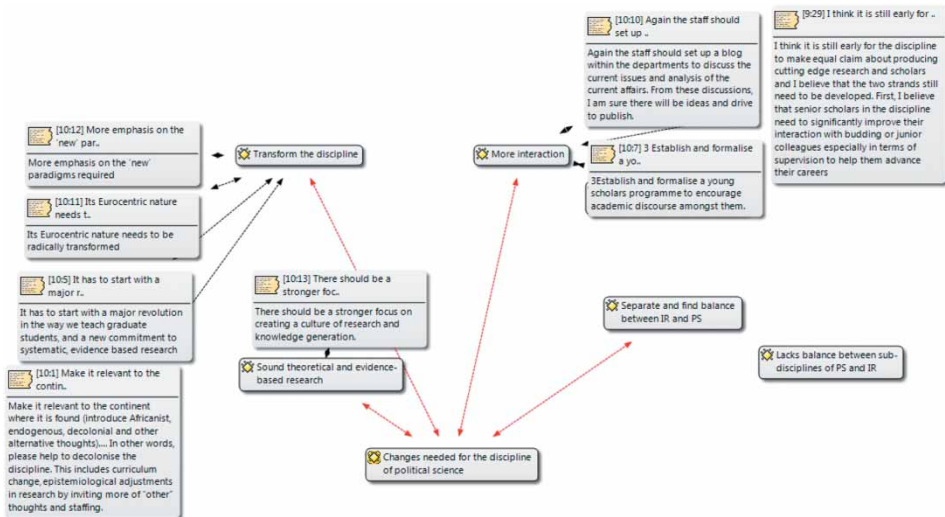 [10:10] Again the staff should
set up ..
Again the staff should set up a blog
within the departments to discuss the
current issues and analysis of the
current affairs. From these discussions,
I am sure there will be ideas and drive
to publish.
[9:29] I think it is still early for ..
I think it is still early for the discipline
to make equal claim about producing
cutting edge research and scholars
and I believe that the two strands still
need to be developed. First, I believe
that senior scholars in the discipline
need to significantly improve their
interaction with budding or junior
colleagues especially in terms of
supervision to help them advance
their careers
[10:12] More emphasis on the
'new' par..
More emphasis on the 'new'
paradigms required
Transform the discipline
More interaction
[10:7] 3 Establish and formalise
a yo..
3Establish and formalise a young
scholars programme to encourage
academic discourse amongst them.
[10:11] Its Eurocentric nature
needs t..
Its Eurocentric nature needs to be
radically transformed
[10:5] It has to start with a
major r..
It has to start with a major revolution
in the way we teach graduate
students, and a new commitment to
systematic, evidence based research
[10:13] There should be a
stronger foc..
There should be a stronger focus on
creating a culture of research and
knowledge generation.
Sound theoretical and evidence-
based research
Separate and find balance
between IR and PS
Lacks balance between sub-
disciplines of PS and IR
[10:1] Make it relevant to the
contin..
Make it relevant to the continent
where it is found (introduce Africanist,
endogenous, decolonial and other
alternative thoughts).... In other words,
please help to decolonise the
discipline. This includes curriculum
change, epistemiological adjustments
in research by inviting more of "other"
thoughts and staffing.
Changes needed for the discipline
of political science